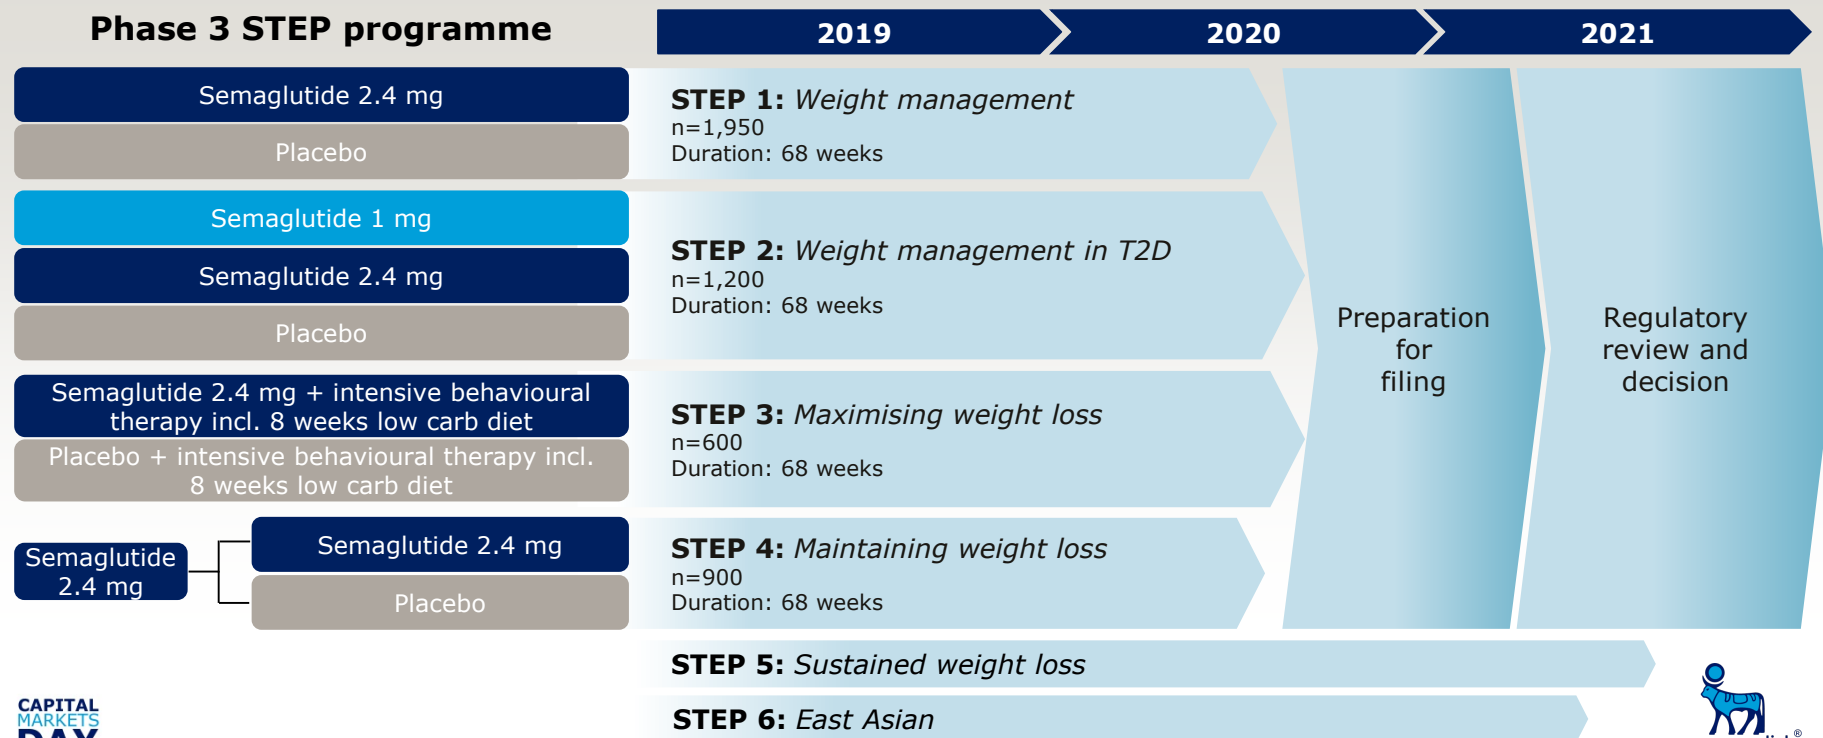 Phase 3 STEP programme
2019
2020
2021
Semaglutide 2.4 mg
Placebo
STEP 1: Weight management
n=1,950
Duration: 68 weeks
Semaglutide 1 mg
Semaglutide 2.4 mg
Placebo
STEP 2: Weight management in T2D
n=1,200
Duration: 68 weeks
Semaglutide 2.4 mg + intensive behavioural
therapy incl. 8 weeks low carb diet
Placebo + intensive behavioural therapy incl.
8 weeks low carb diet
STEP 3: Maximising weight loss
n=600
Duration: 68 weeks
Semaglutide
2.4 mg
Semaglutide 2.4 mg
Placebo
STEP 4: Maintaining weight loss
n=900
Duration: 68 weeks
Preparation
for
filing
Regulatory
review and
decision
STEP 5: Sustained weight loss
STEP 6: East Asian
CAPITAL
MARKETS
DAY